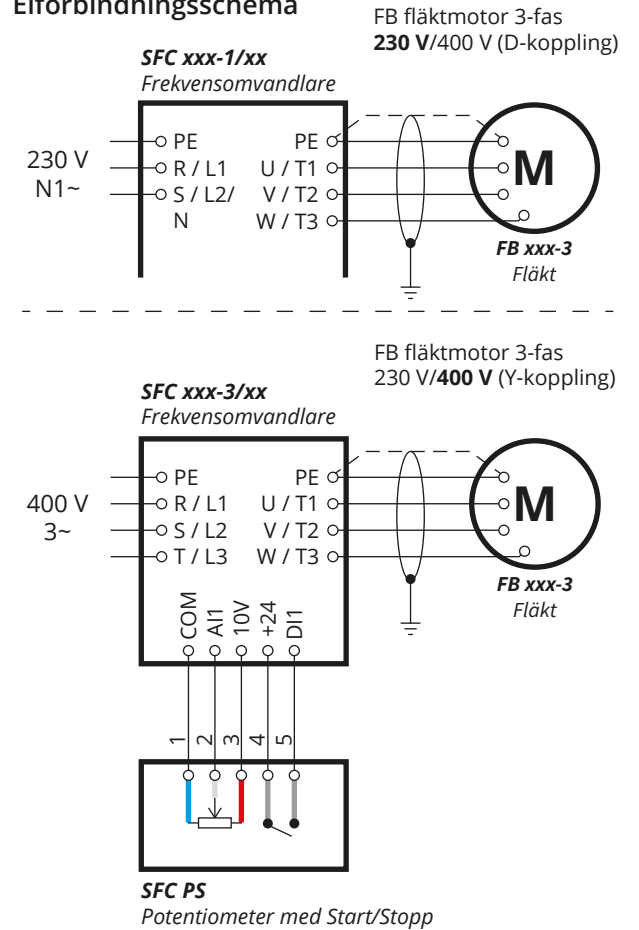 Elförbindningsschema
FB fläktmotor 3-fas
230 V/400 V (D-koppling)
SFC xxx-1/xx
Frekvensomvandlare
230 V
N1~
PE
R / L1
S / L2/
N
PE
U / T1
V / T2
W / T3
M
FB xxx-3
Fläkt
FB fläktmotor 3-fas
230 V/400 V (Y-koppling)
SFC xxx-3/xx
Frekvensomvandlare
400 V
3~
PE
R / L1
S / L2
T / L3
PE
U / T1
V / T2
W / T3
M
FB xxx-3
Fläkt
COM
AI1
10V
+24
DI1
1
2
3
4
5
SFC PS
Potentiometer med Start/Stopp